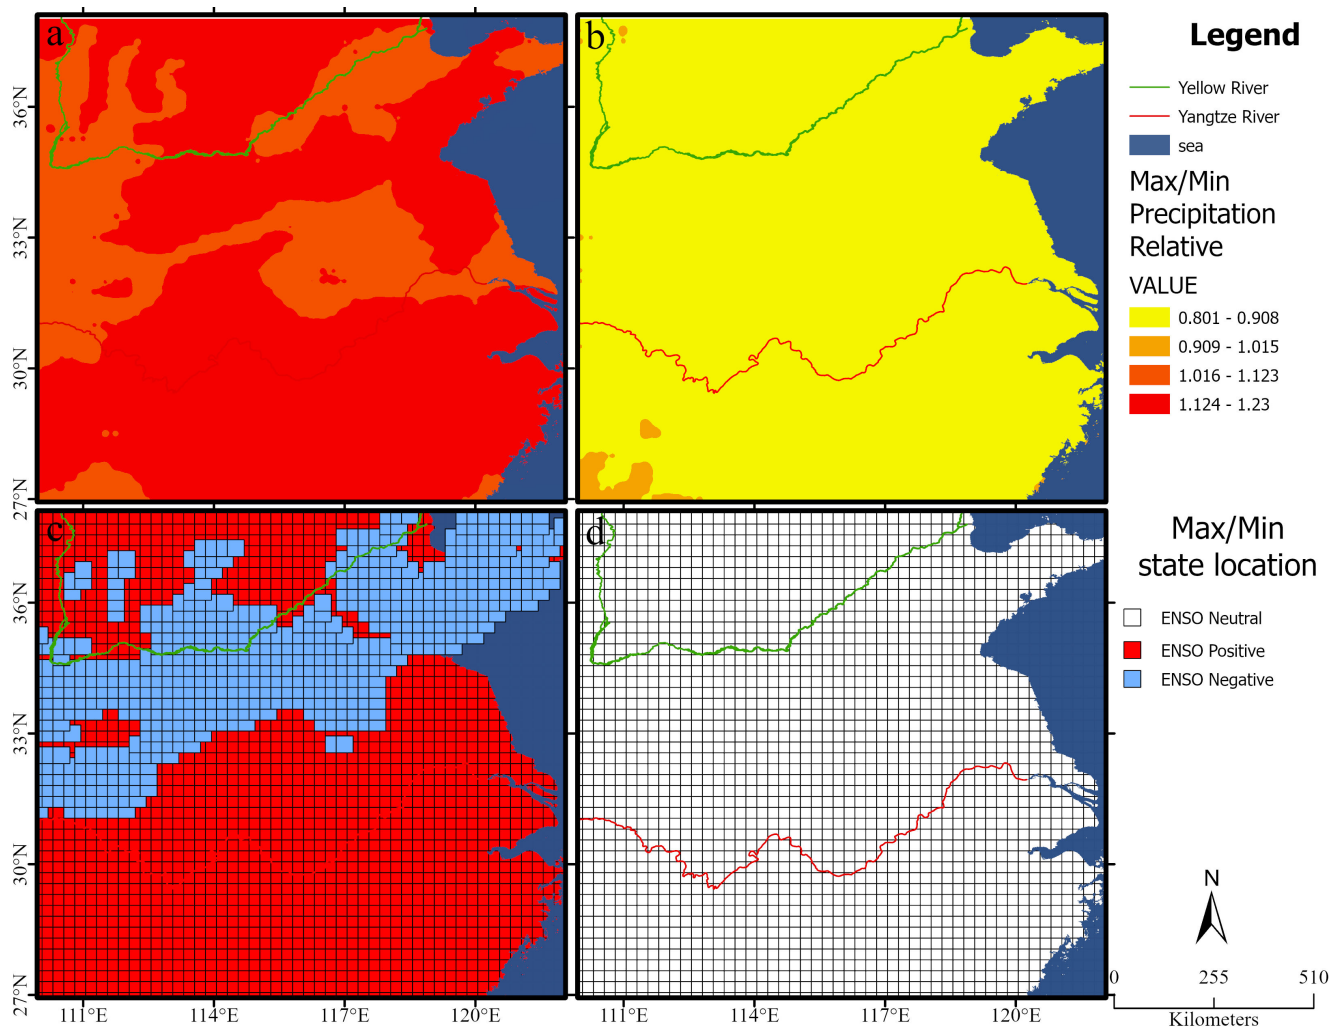 a
b
c
d
36°N
33°N
30°N
27°N
36°N
33°N
30°N
27°N
111°E
114°E
117°E
120°E
111°E
114°E
117°E
120°E
Legend
Yellow River
Yangtze River
sea
Max/Min
Precipitation
Relative
VALUE
0.801 - 0.908
0.909 - 1.015
1.016 - 1.123
1.124 - 1.23
Max/Min
state location
ENSO Neutral
ENSO Positive
ENSO Negative
N
0
255
510
Kilometers